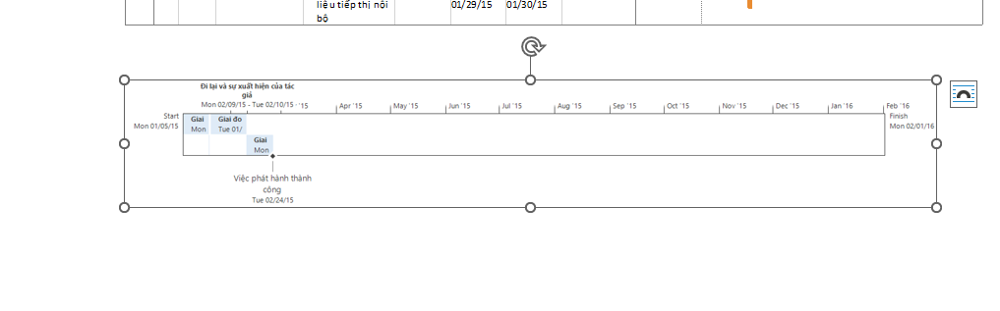 liệu tiếp thị nội
bộ
01/29/15
01/30/15
Đi lại và sự xuất hiện của tác
giả
Mon 02/09/15 - Tue 02/10/15
'15
Apr '15
May '15
Jun '15
Jul '15
Aug '15
Sep '15
Oct '15
Nov '15
Dec '15
Jan '16
Feb '16
Start
Mon 01/05/15
Giai
Mon
Giai đo
Tue 01/
Finish
Mon 02/01/16
Giai
Mon
Việc phát hành thành
công
Tue 02/24/15